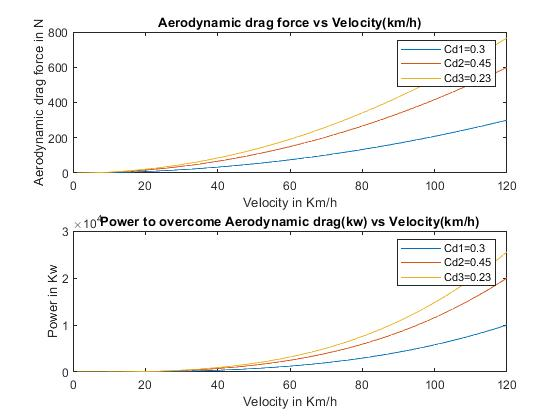 Aerodynamic drag force vs Velocity(km/h)
Aerodynamic drag force in N
800
600
400
200
0
Cd1=0.3
Cd2=0.45
Cd3=0.23
0 20 40 60 80 100 120
Velocity in Km/h
×10⁴
Power to overcome Aerodynamic drag(kw) vs Velocity(km/h)
Power in Kw
3
2
1
0
Cd1=0.3
Cd2=0.45
Cd3=0.23
0 20 40 60 80 100 120
Velocity in Km/h